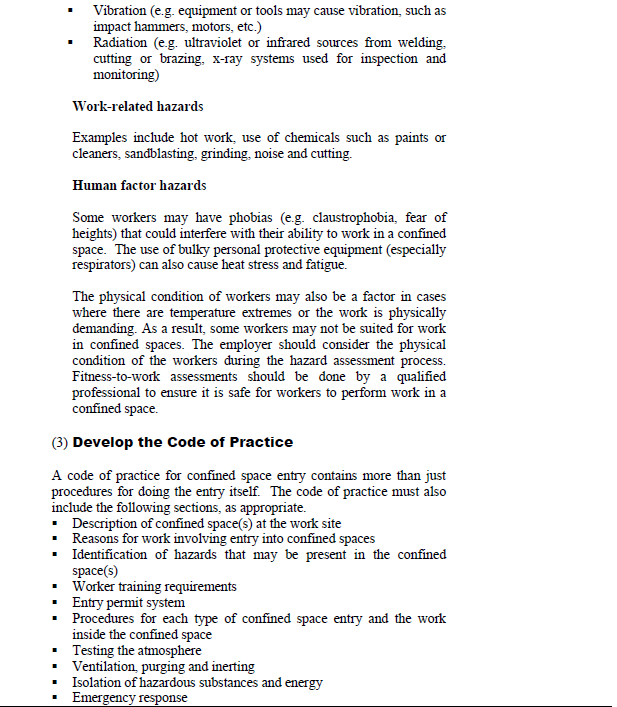 ▪ Vibration (e.g. equipment or tools may cause vibration, such as
impact hammers, motors, etc.)
▪ Radiation (e.g. ultraviolet or infrared sources from welding,
cutting or brazing, x-ray systems used for inspection and
monitoring)
Work-related hazards
Examples include hot work, use of chemicals such as paints or
cleaners, sandblasting, grinding, noise and cutting.
Human factor hazards
Some workers may have phobias (e.g. claustrophobia, fear of
heights) that could interfere with their ability to work in a confined
space. The use of bulky personal protective equipment (especially
respirators) can also cause heat stress and fatigue.
The physical condition of workers may also be a factor in cases
where there are temperature extremes or the work is physically
demanding. As a result, some workers may not be suited for work
in confined spaces. The employer should consider the physical
condition of the workers during the hazard assessment process.
Fitness-to-work assessments should be done by a qualified
professional to ensure it is safe for workers to perform work in a
confined space.
(3) Develop the Code of Practice
A code of practice for confined space entry contains more than just
procedures for doing the entry itself. The code of practice must also
include the following sections, as appropriate.
▪ Description of confined space(s) at the work site
▪ Reasons for work involving entry into confined spaces
▪ Identification of hazards that may be present in the confined
space(s)
▪ Worker training requirements
▪ Entry permit system
▪ Procedures for each type of confined space entry and the work
inside the confined space
▪ Testing the atmosphere
▪ Ventilation, purging and inerting
▪ Isolation of hazardous substances and energy
▪ Emergency response